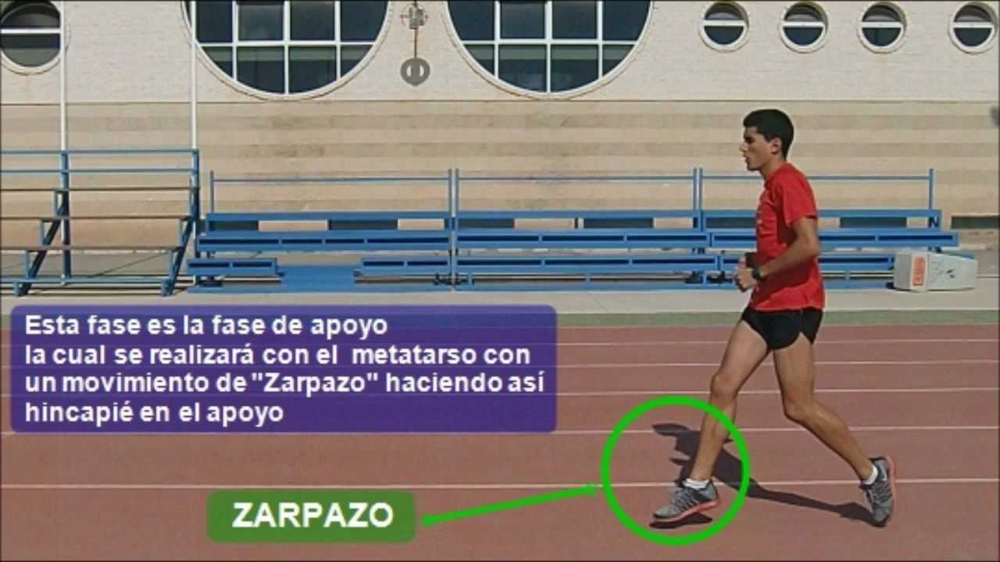 Esta fase es la fase de apoyo
la cual se realizará con el metatarso con
un movimiento de "Zarpazo" haciendo así
hincapié en el apoyo
ZARPAZO